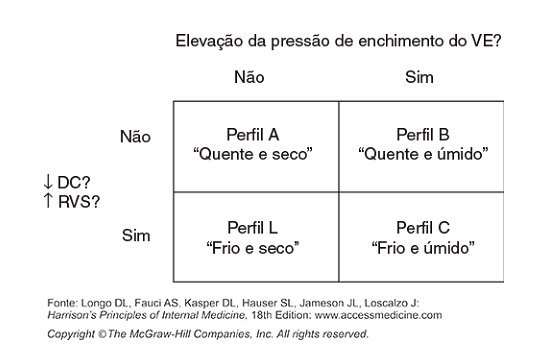 Elevação da pressão de enchimento do VE?
Não Sim
Não
Perfil A
"Quente e seco"
Perfil B
"Quente e úmido"
↓ DC?
↑ RVS?
Sim
Perfil L
"Frio e seco"
Perfil C
"Frio e úmido"
Fonte: Longo DL, Fauci AS, Kasper DL, Hauser SL, Jameson JL, Loscalzo J:
Harrison's Principles of Internal Medicine, 18th Edition: www.accessmedicine.com
Copyright © The McGraw-Hill Companies, Inc. All rights reserved.